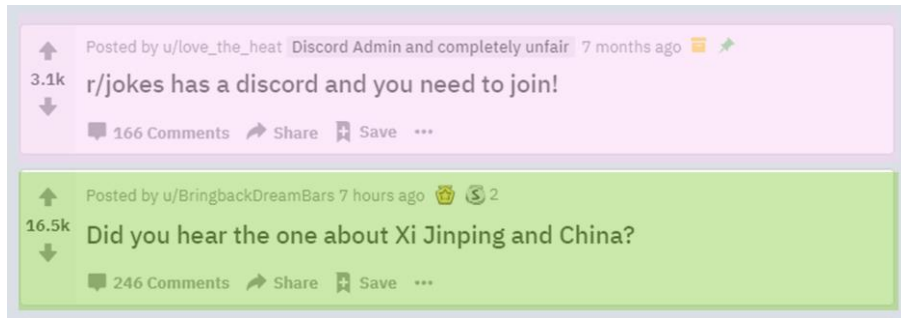 Posted by u/love_the_heat Discord Admin and completely unfair 7 months ago
3.1k
r/jokes has a discord and you need to join!
166 Comments Share Save ...
Posted by u/BringbackDreamBars 7 hours ago S 2
16.5k
Did you hear the one about Xi Jinping and China?
246 Comments Share Save ...